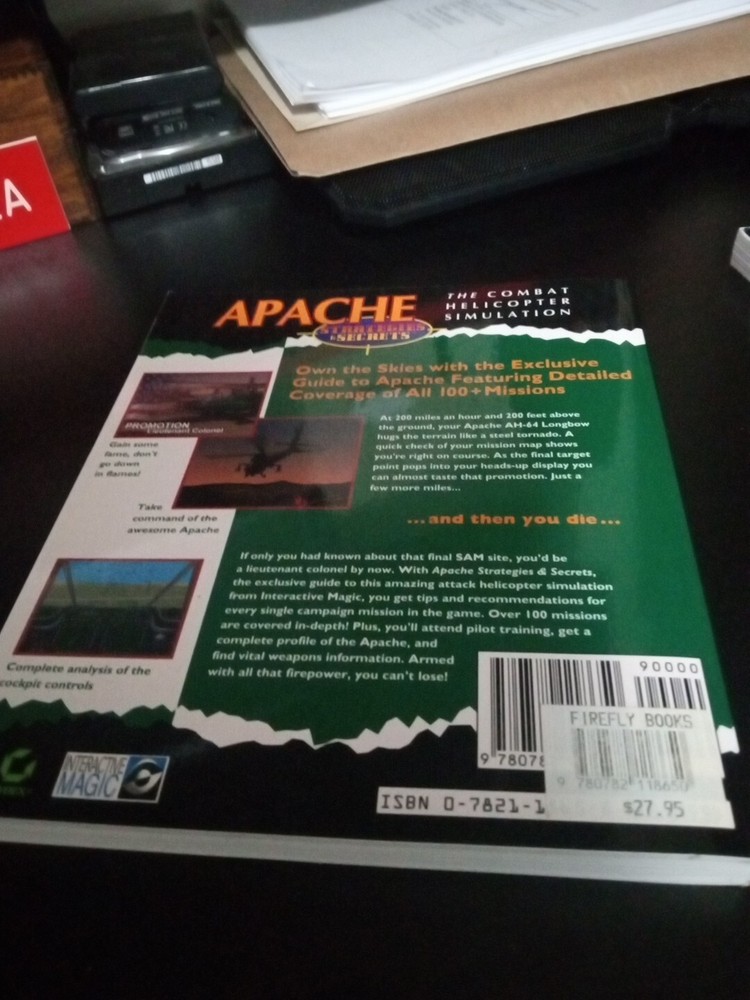 .A
APACHE
STRATEGIES
& SECRETS
THE COMBAT
HELICOPTER
SIMULATION
Own the Skies with the Exclusive
Guide to Apache Featuring Detailed
Coverage of All 100+ Missions
PROMOTION
Lieutenant Colonel
Gain some
fame, don't
go down
in flames!
Take
command of the
awesome Apache
Complete analysis of the
cockpit controls
At 200 miles an hour and 200 feet above
the ground, your Apache AH-64 Longbow
hugs the terrain like a steel tornado. A
quick check of your mission map shows
you're right on course. As the final target
point pops into your heads-up display you
can almost taste that promotion. Just a
few more miles...
...and then you die...
If only you had known about that final SAM site, you'd be
a lieutenant colonel by now. With Apache Strategies & Secrets,
the exclusive guide to this amazing attack helicopter simulation
from Interactive Magic, you get tips and recommendations for
every single campaign mission in the game. Over 100 missions
are covered in-depth! Plus, you'll attend pilot training, get a
complete profile of the Apache, and
find vital weapons information. Armed
with all that firepower, you can't lose!
INTERACTIVE
MAGIC
90000
FIREFLY BOOKS
9 78078
9 780782 118650
ISBN 0-7821-1
$27.95